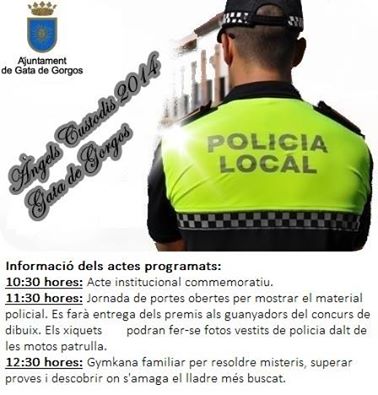 Ajuntament
de Gata de Gorgos
Àngels Custodis 2014
Gata de Gorgos
POLICIA
LOCAL
Informació dels actes programats:
10:30 hores: Acte institucional commemoratiu.
11:30 hores: Jornada de portes obertes per mostrar el material
policial. Es farà entrega dels premis als guanyadors del concurs de
dibuix. Els xiquets podran fer-se fotos vestits de policia dalt de
les motos patrulla.
12:30 hores: Gymkana familiar per resoldre misteris, superar
proves i descobrir on s'amaga el lladre més buscat.